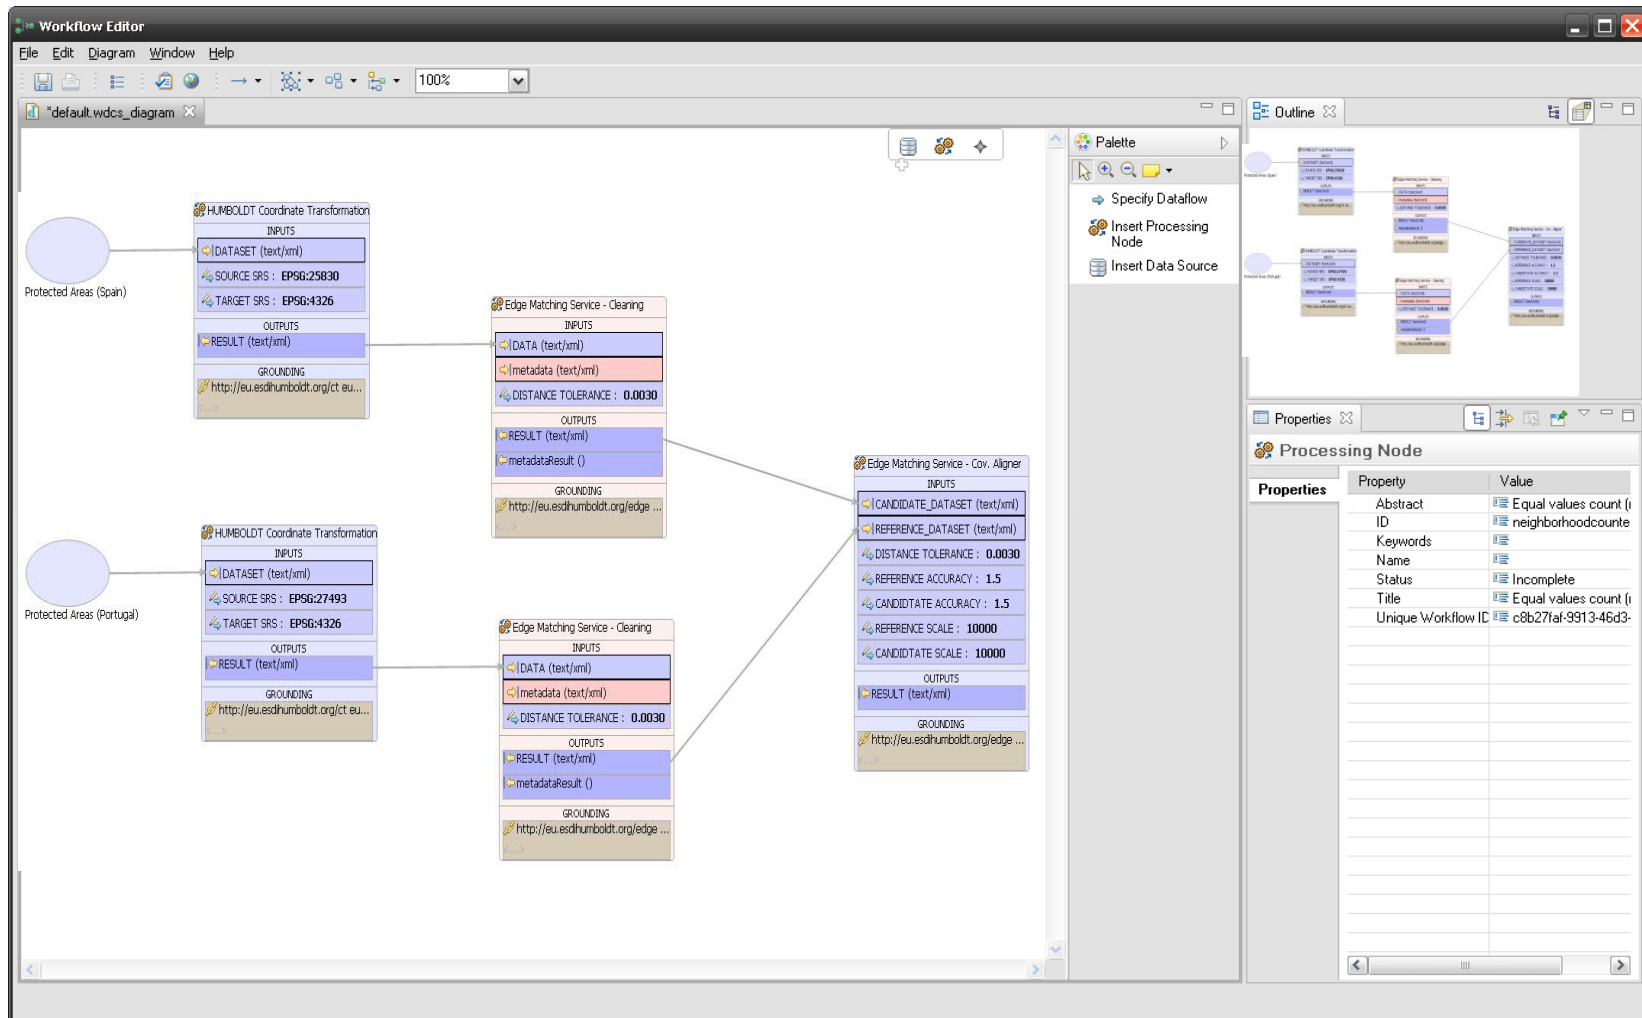 Workflow Editor
File Edit Diagram Window Help
100%
*default.wdcs_diagram
Protected Areas (Spain)
HUMBOLDT Coordinate Transformation
INPUTS
DATASET (text/xml)
SOURCE SRS : EPSG:25830
TARGET SRS : EPSG:4326
OUTPUTS
RESULT (text/xml)
GROUNDING
http://eu.esdihumboldt.org/ct eu...
<...>
Edge Matching Service - Cleaning
INPUTS
DATA (text/xml)
metadata (text/xml)
DISTANCE TOLERANCE : 0.0030
OUTPUTS
RESULT (text/xml)
metadataResult ()
GROUNDING
http://eu.esdihumboldt.org/edge ...
<...>
Protected Areas (Portugal)
HUMBOLDT Coordinate Transformation
INPUTS
DATASET (text/xml)
SOURCE SRS : EPSG:27493
TARGET SRS : EPSG:4326
OUTPUTS
RESULT (text/xml)
GROUNDING
http://eu.esdihumboldt.org/ct eu...
<...>
Edge Matching Service - Cleaning
INPUTS
DATA (text/xml)
metadata (text/xml)
DISTANCE TOLERANCE : 0.0030
OUTPUTS
RESULT (text/xml)
metadataResult ()
GROUNDING
http://eu.esdihumboldt.org/edge ...
<...>
Edge Matching Service - Cov. Aligner
INPUTS
CANDIDATE_DATASET (text/xml)
REFERENCE_DATASET (text/xml)
DISTANCE TOLERANCE : 0.0030
REFERENCE ACCURACY : 1.5
CANDIDTATE ACCURACY : 1.5
REFERENCE SCALE : 10000
CANDIDTATE SCALE : 10000
OUTPUTS
RESULT (text/xml)
GROUNDING
http://eu.esdihumboldt.org/edge ...
<...>
Palette
Specify Dataflow
Insert Processing
Node
Insert Data Source
Outline
Properties
Processing Node
Properties
Property Value
Abstract Equal values count (
ID neighborhoodcounte
Keywords
Name
Status Incomplete
Title Equal values count (
Unique Workflow ID c8b27faf-9913-46d3-